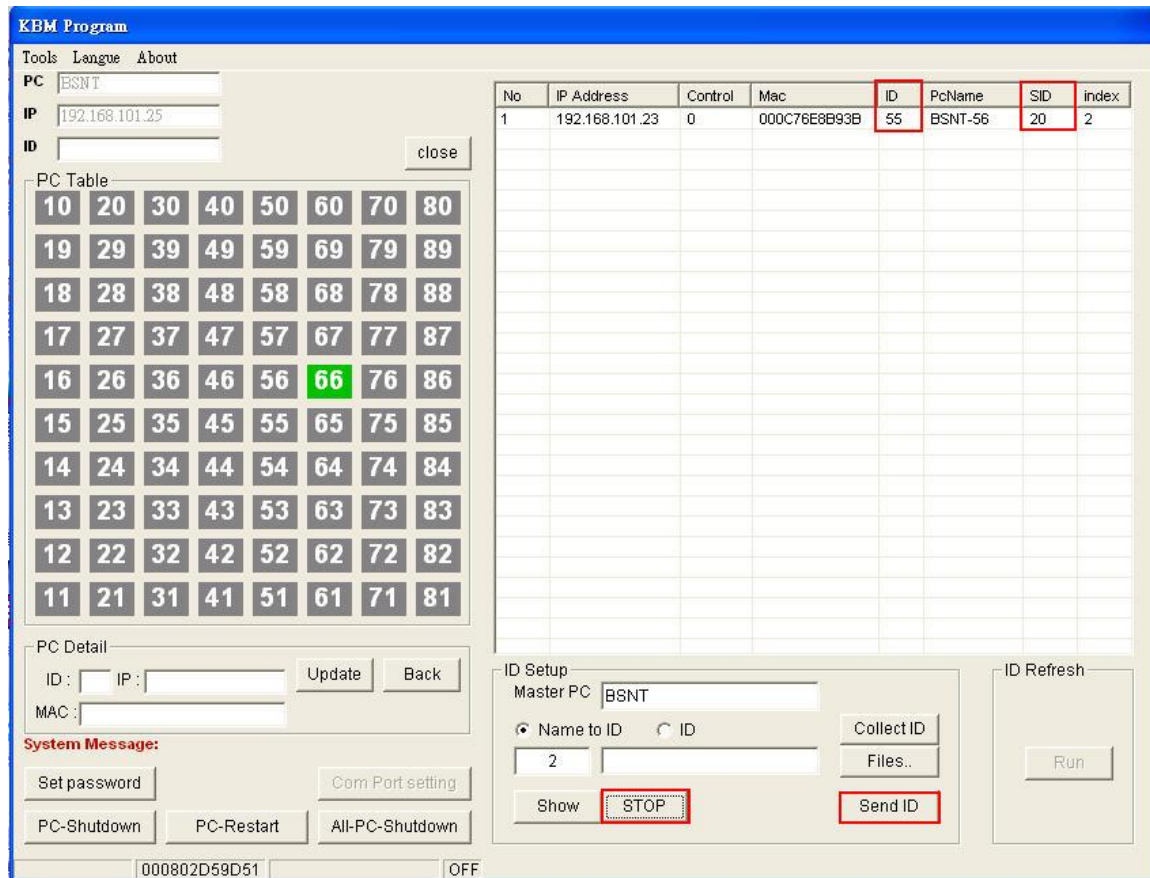 KBM Program
Tools Langue About
PC BSNT
IP 192.168.101.25
ID close
PC Table
10 20 30 40 50 60 70 80
19 29 39 49 59 69 79 89
18 28 38 48 58 68 78 88
17 27 37 47 57 67 77 87
16 26 36 46 56 66 76 86
15 25 35 45 55 65 75 85
14 24 34 44 54 64 74 84
13 23 33 43 53 63 73 83
12 22 32 42 52 62 72 82
11 21 31 41 51 61 71 81
PC Detail
ID : IP : Update Back
MAC :
System Message:
Set password Com Port setting
PC-Shutdown PC-Restart All-PC-Shutdown
000802D59D51 OFF
No IP Address Control Mac ID PcName SID index
1 192.168.101.23 0 000C76E8B93B 55 BSNT-56 20 2
ID Setup
Master PC BSNT
Name to ID ID Collect ID
2 Files..
Show STOP Send ID
ID Refresh
Run